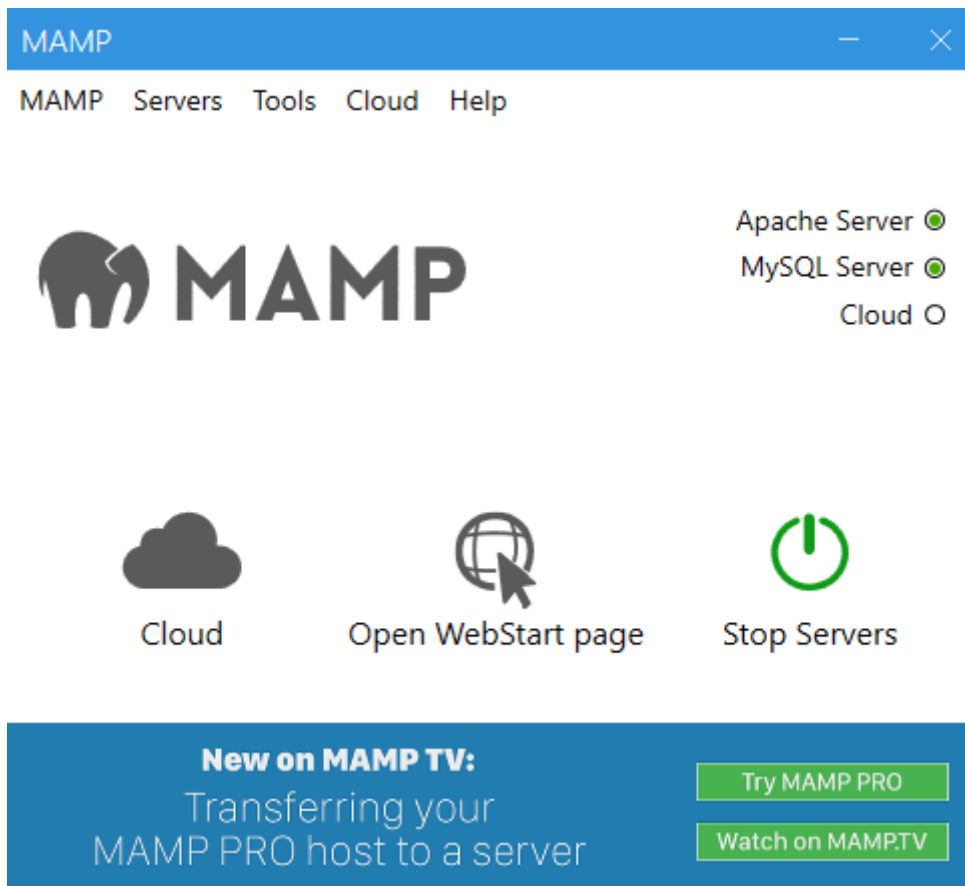 MAMP
MAMP Servers Tools Cloud Help
Apache Server
MAMP
MySQL Server
Cloud
Cloud
Open WebStart page
Stop Servers
New on MAMP TV:
Transferring your
MAMP PRO host to a server
Try MAMP PRO
Watch on MAMP.TV